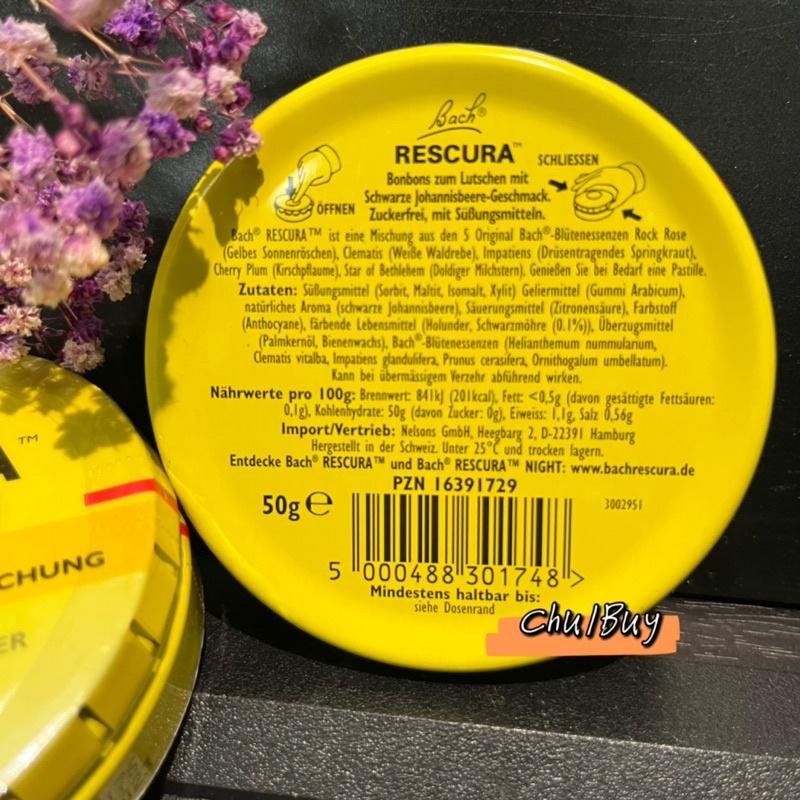 Bach®
RESCURA™
SCHLIESSEN
ÖFFNEN
Bonbons zum Lutschen mit
Schwarze Johannisbeere-Geschmack.
Zuckerfrei, mit Süßungsmitteln.
Bach® RESCURA™ ist eine Mischung aus den 5 Original Bach®-Blütenessenzen Rock Rose
(Gelbes Sonnenröschen), Clematis (Weiße Waldrebe), Impatiens (Drüsentragendes Springkraut),
Cherry Plum (Kirschpflaume), Star of Bethlehem (Doldiger Milchstern). Genießen Sie bei Bedarf eine Pastille.
Zutaten: Süßungsmittel (Sorbit, Maltit, Isomalt, Xylit) Geliermittel (Gummi Arabicum),
natürliches Aroma (schwarze Johannisbeere), Säuerungsmittel (Zitronensäure), Farbstoff
(Anthocyane), färbende Lebensmittel (Holunder, Schwarzmöhre (0.1%)), Überzugsmittel
(Palmkernöl, Bienenwachs), Bach®-Blütenessenzen (Helianthemum nummularium,
Clematis vitalba, Impatiens glandulifera, Prunus cerasifera, Ornithogalum umbellatum).
Kann bei übermässigem Verzehr abführend wirken.
Nährwerte pro 100g: Brennwert: 841kJ (201kcal), Fett: <0,5g (davon gesättigte Fettsäuren:
0,1g), Kohlenhydrate: 50g (davon Zucker: 0g), Eiweiss: 1,1g, Salz 0,56g
Import/Vertrieb: Nelsons GmbH, Heegbarg 2, D-22391 Hamburg
Hergestellt in der Schweiz. Unter 25°C und trocken lagern.
Entdecke Bach® RESCURA™ und Bach® RESCURA™ NIGHT: www.bachrescura.de
PZN 16391729
50g ℮
3002951
5 000488 301748 >
Mindestens haltbar bis:
siehe Dosenrand
Chu/Buy
A™
CHUNG
ER